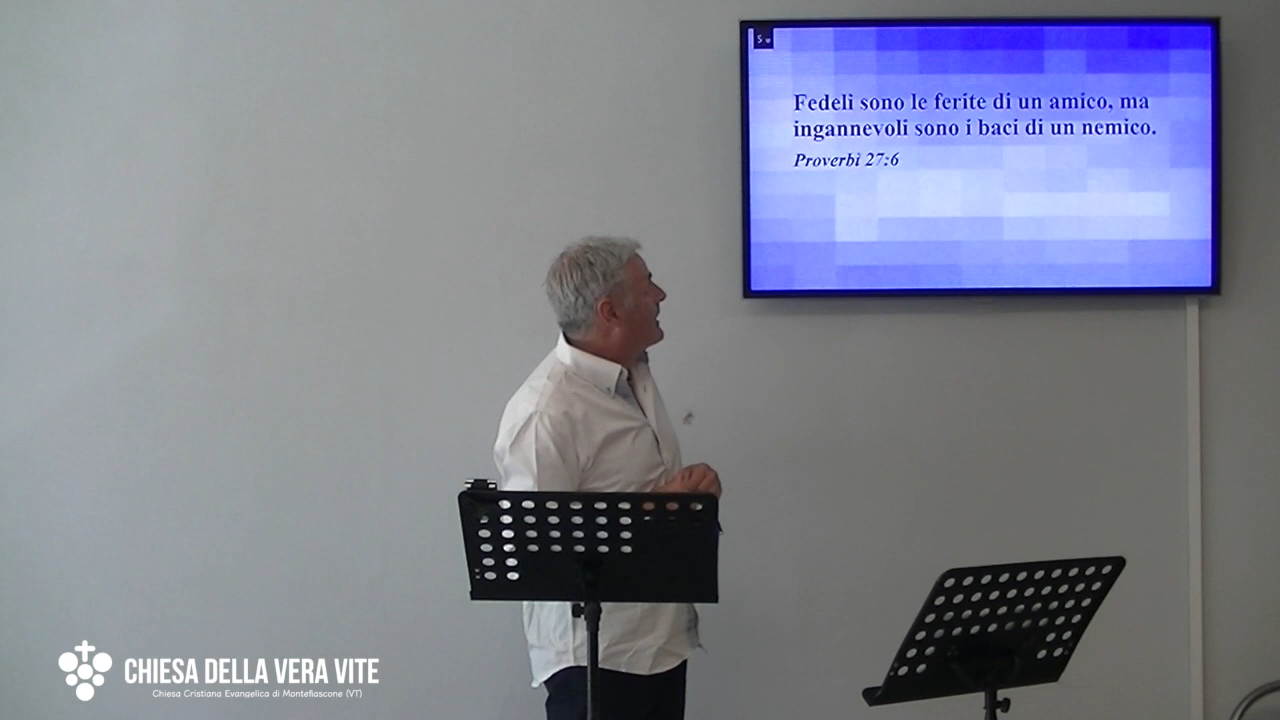 Fedeli sono le ferite di un amico, ma
ingannevoli sono i baci di un nemico.
Proverbi 27:6
CHIESA DELLA VERA VITE
Chiesa Cristiana Evangelica di Montefiascone (VT)